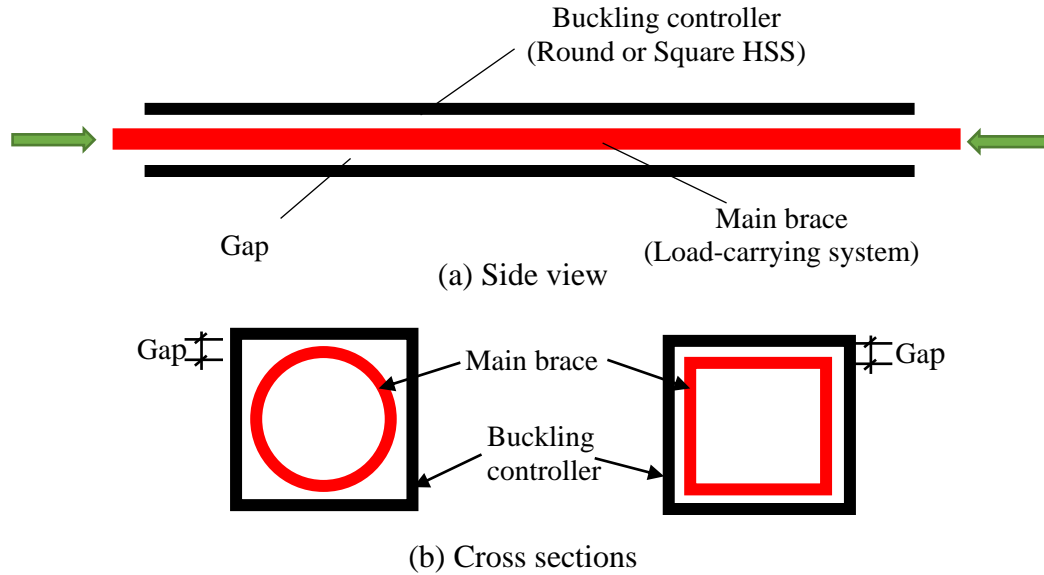 Buckling controller
(Round or Square HSS)
Gap
Main brace
(Load-carrying system)
(a) Side view
Gap
Main brace
Gap
Buckling
controller
(b) Cross sections